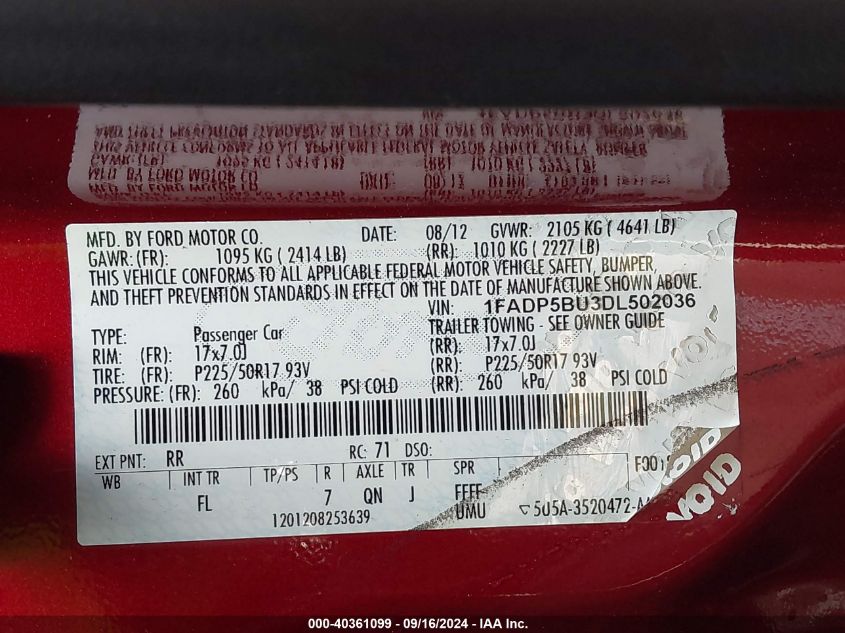 MFD. BY FORD MOTOR CO. DATE: 08/12 GVWR: 2105 KG ( 4641 LB)
GAWR: (FR): 1095 KG ( 2414 LB) (RR): 1010 KG ( 2227 LB)
THIS VEHICLE CONFORMS TO ALL APPLICABLE FEDERAL MOTOR VEHICLE SAFETY, BUMPER,
AND THEFT PREVENTION STANDARDS IN EFFECT ON THE DATE OF MANUFACTURE SHOWN ABOVE.
VIN: 1FADP5BU3DL502036
TYPE: Passenger Car TRAILER TOWING - SEE OWNER GUIDE
RIM: (FR): 17x7.0J (RR): 17x7.0J
TIRE: (FR): P225/50R17 93V (RR): P225/50R17 93V
PRESSURE: (FR): 260 kPa/ 38 PSI COLD (RR): 260 kPa/ 38 PSI COLD
EXT PNT: RR RC: 71 DSO:
WB INT TR TP/PS R AXLE TR SPR
FL 7 QN J FFFF
1201208253639 UMU 5U5A-3520472-
VOID
VOID
000-40361099 - 09/16/2024 - IAA Inc.